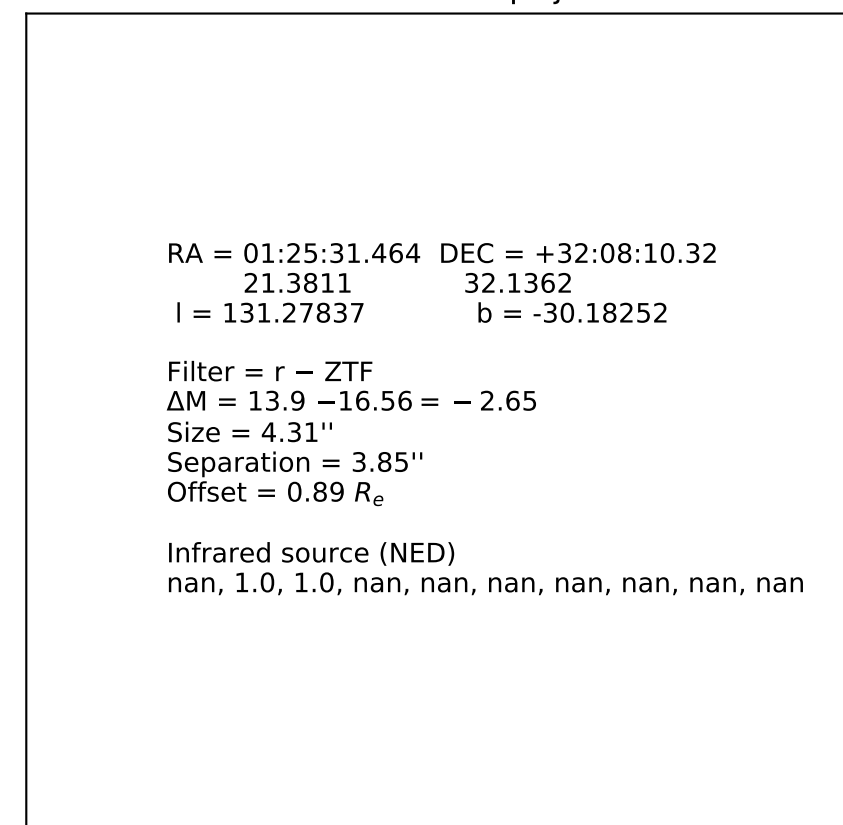 RA = 01:25:31.464 DEC = +32:08:10.32
21.3811 32.1362
l = 131.27837 b = -30.18252
Filter = r − ZTF
ΔM = 13.9 −16.56 = − 2.65
Size = 4.31''
Separation = 3.85''
Offset = 0.89 Re
Infrared source (NED)
nan, 1.0, 1.0, nan, nan, nan, nan, nan, nan, nan